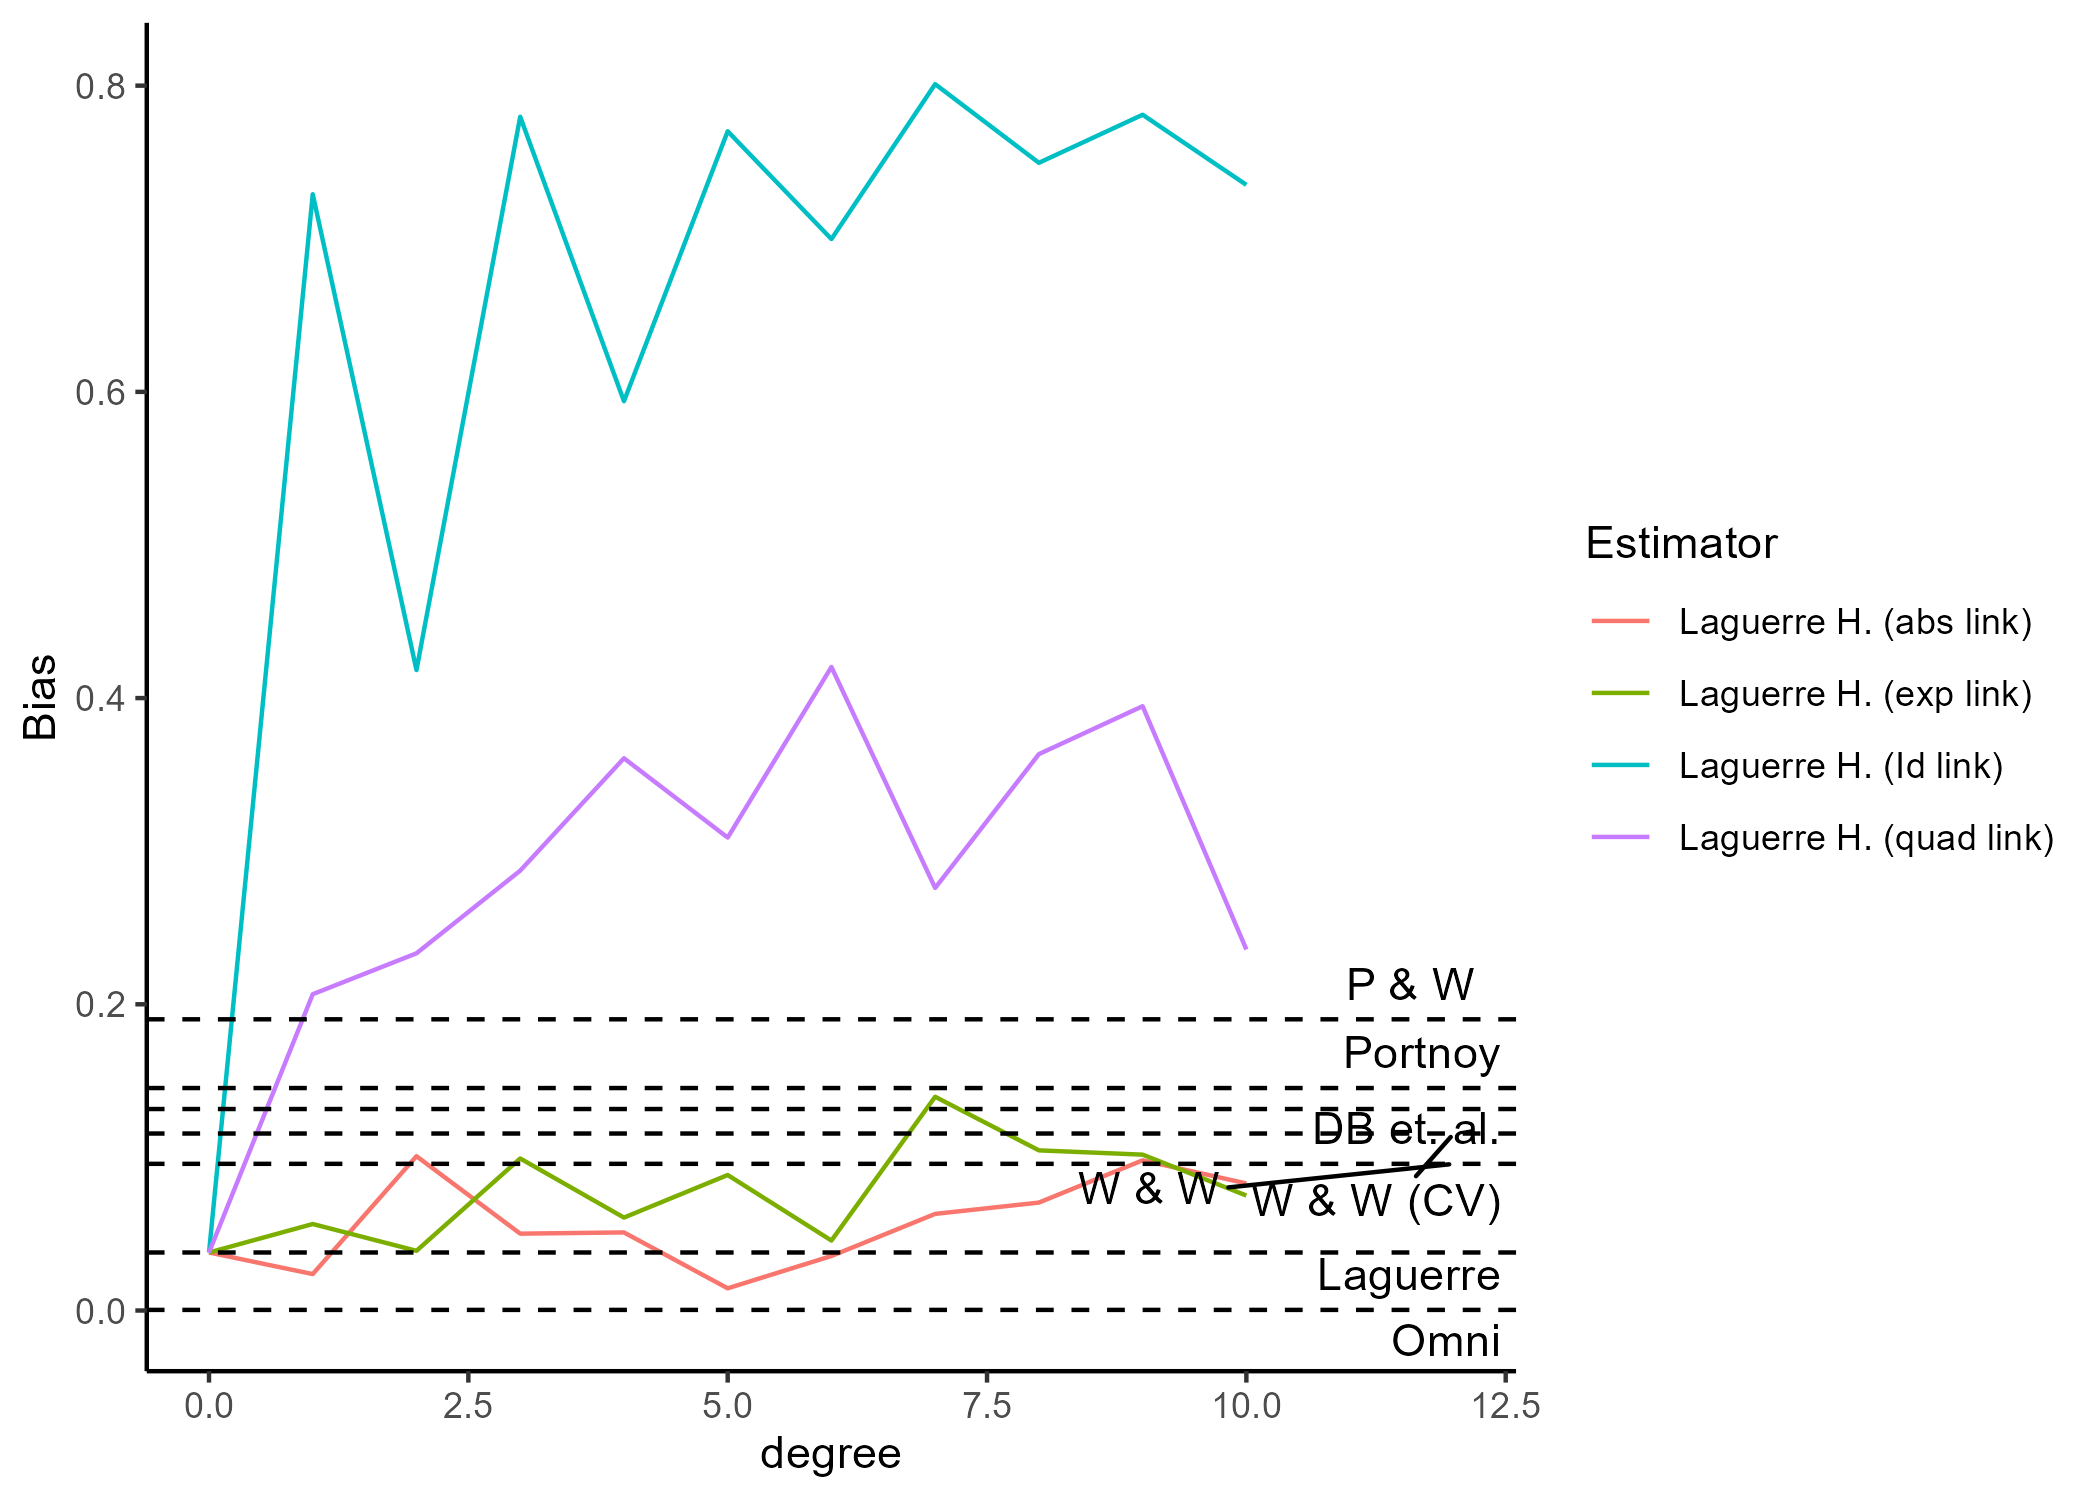 0.8
0.6
0.4
0.2
0.0
Bias
P & W
Portnoy
DB et. al.
W & W
W & W (CV)
Laguerre
Omni
0.0
2.5
5.0
7.5
10.0
12.5
degree
Estimator
Laguerre H. (abs link)
Laguerre H. (exp link)
Laguerre H. (Id link)
Laguerre H. (quad link)